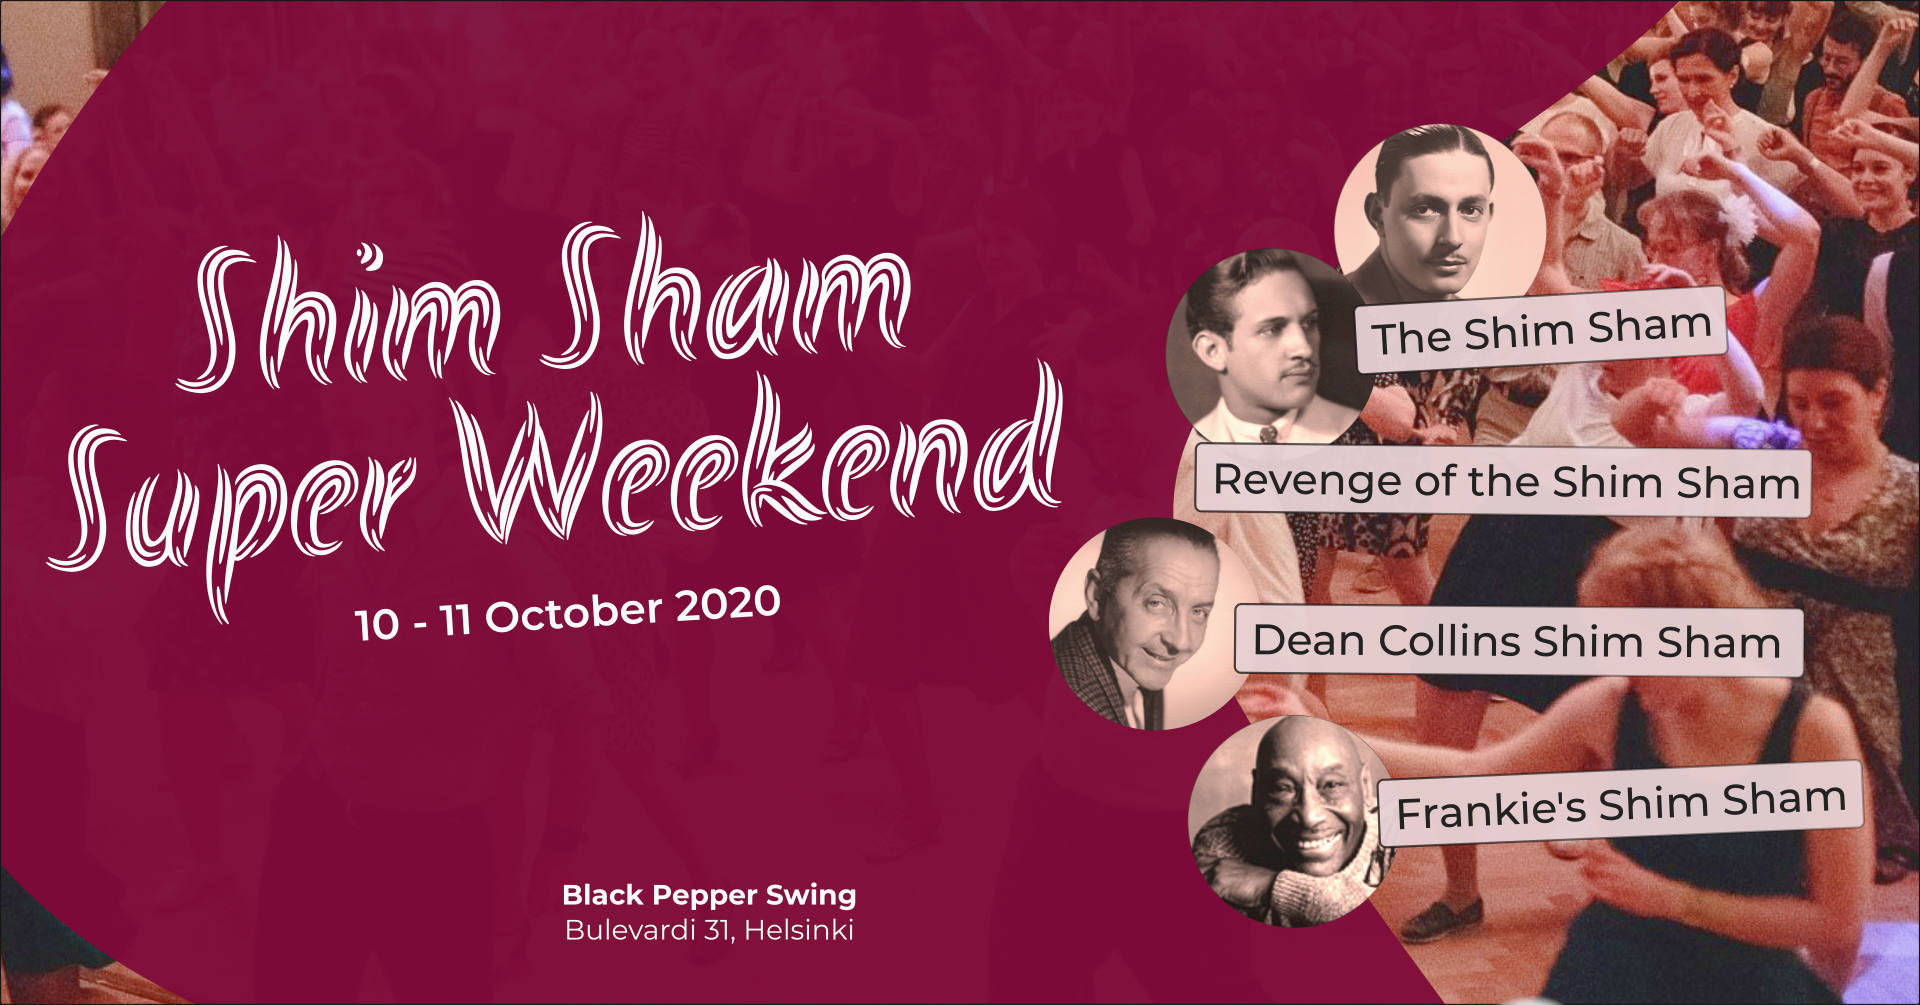 Shim Sham
Super Weekend
10 - 11 October 2020
Black Pepper Swing
Bulevardi 31, Helsinki
The Shim Sham
Revenge of the Shim Sham
Dean Collins Shim Sham
Frankie's Shim Sham